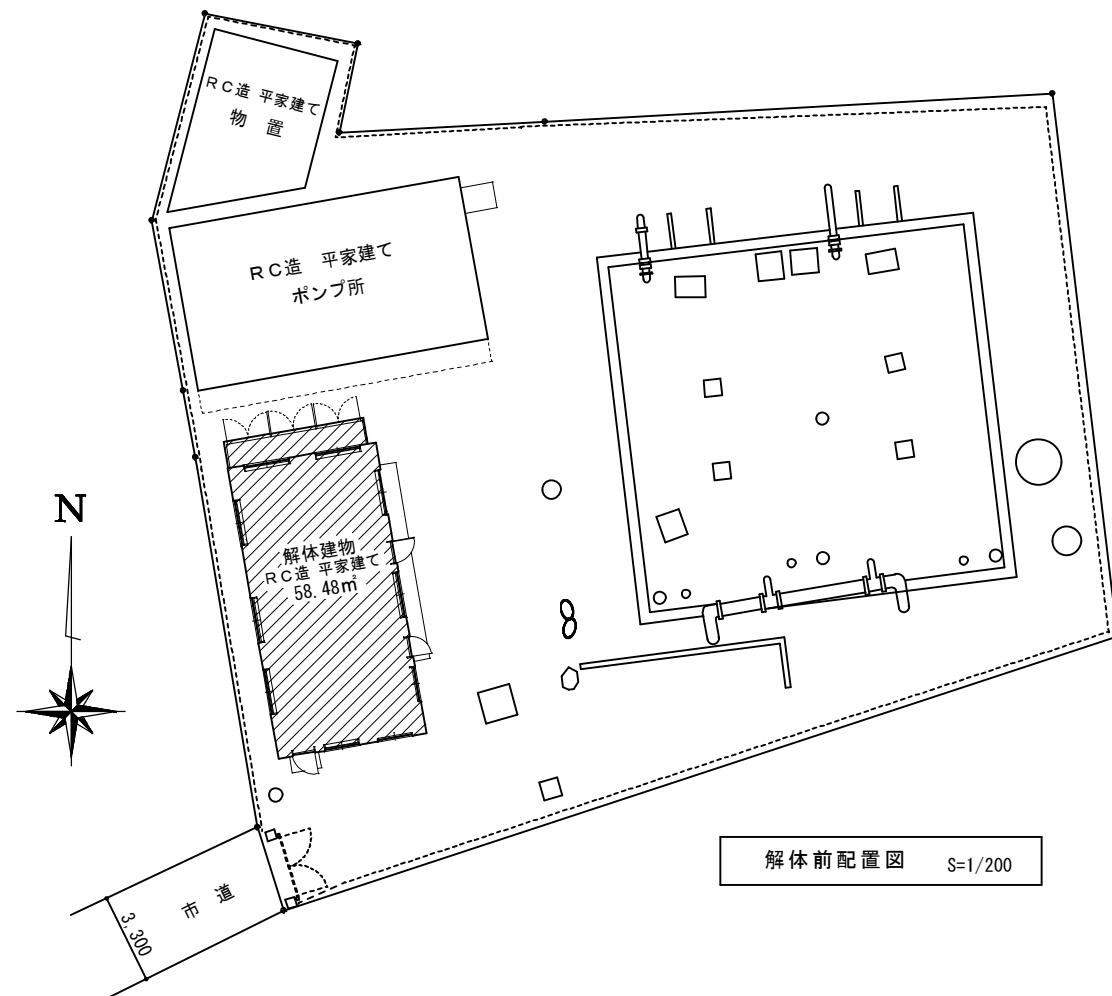 RC造 平家建て
物 置
RC造 平家建て
ポンプ所
N
解体建物
RC造 平家建て
58.48㎡
市 道
3,300
解体前配置図 S=1/200